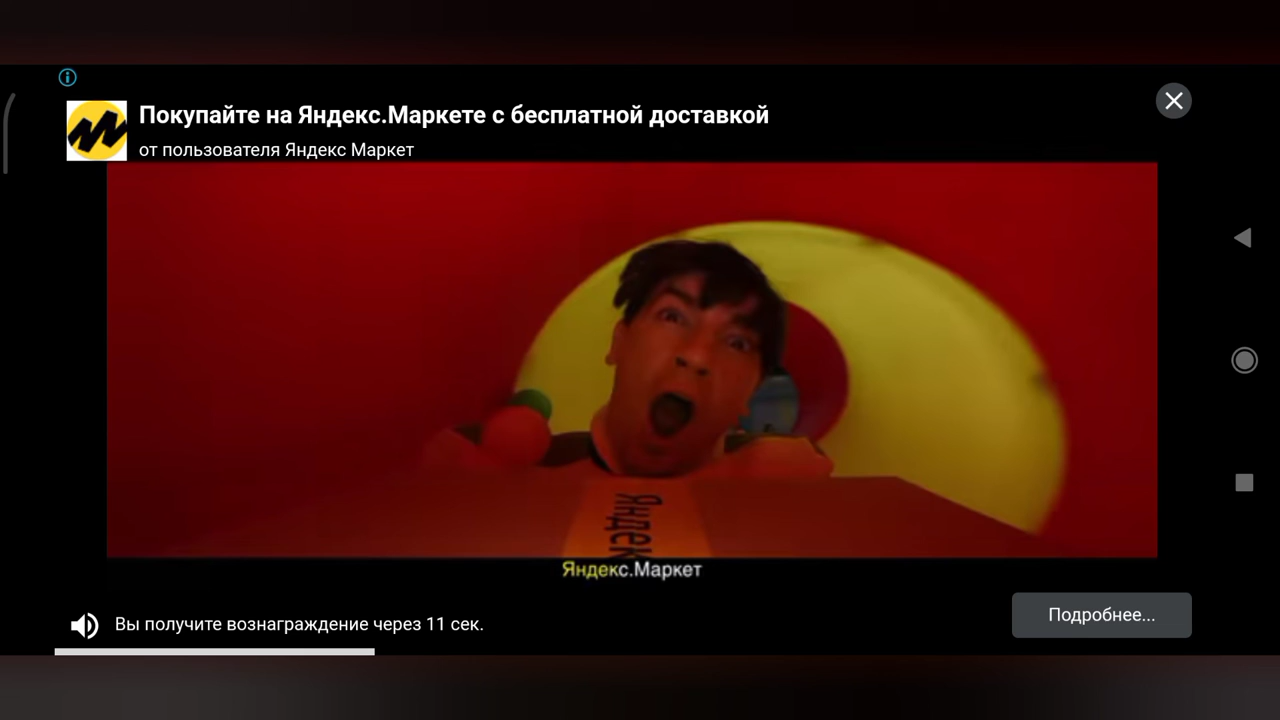 Покупайте на Яндекс.Маркете с бесплатной доставкой
от пользователя Яндекс Маркет
Яндек
Яндекс.Маркет
Вы получите вознаграждение через 11 сек.
Подробнее...